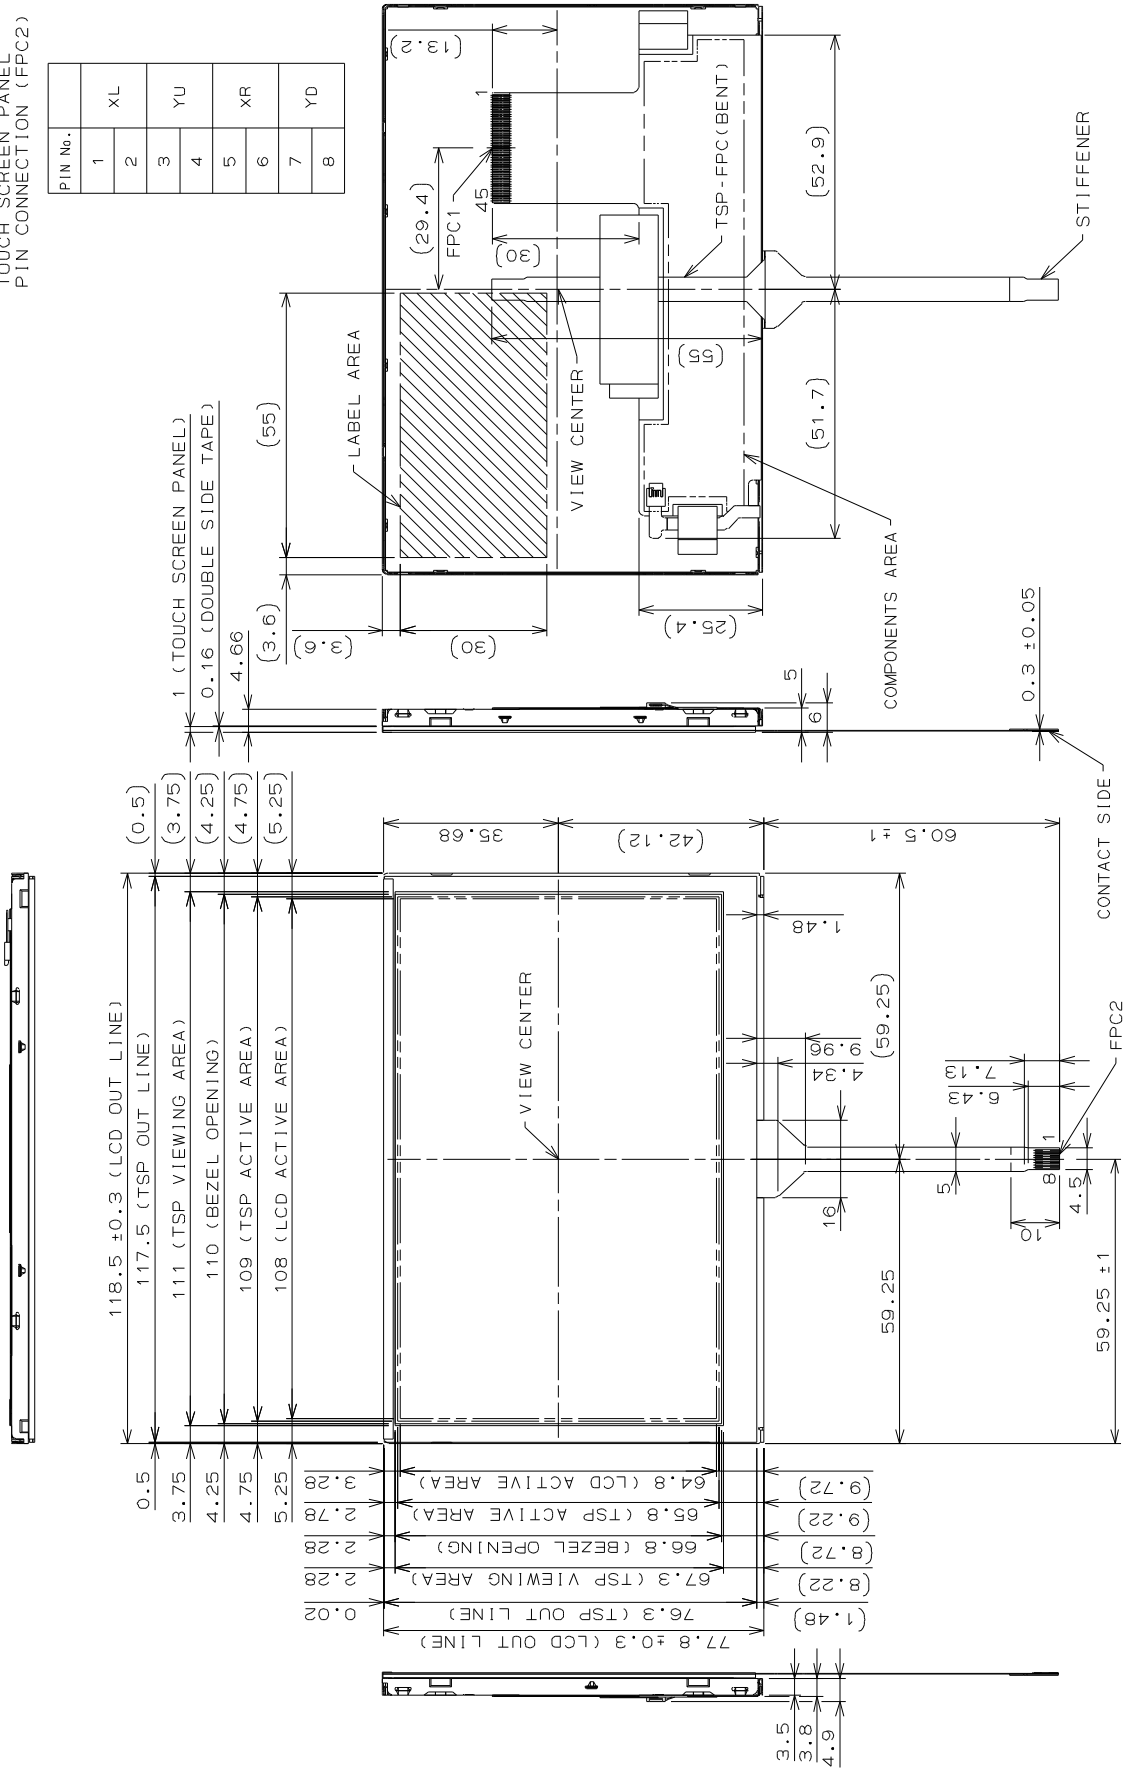 TOUCH SCREEN PANEL
PIN CONNECTION (FPC2)
PIN No.
1
2
XL
3
4
YU
5
6
XR
7
8
YD
(13.2)
1
45
(29.4)
FPC1
(30)
TSP-FPC(BENT)
(52.9)
STIFFENER
(55)
LABEL AREA
(55)
VIEW CENTER
(51.7)
COMPONENTS AREA
(3.6)
(3.6)
(30)
(25.4)
1 (TOUCH SCREEN PANEL)
0.16 (DOUBLE SIDE TAPE)
4.66
5
6
0.3 ±0.05
CONTACT SIDE
(0.5)
(3.75)
(4.25)
(4.75)
(5.25)
35.68
(42.12)
60.5 ±1
118.5 ±0.3 (LCD OUT LINE)
117.5 (TSP OUT LINE)
111 (TSP VIEWING AREA)
110 (BEZEL OPENING)
109 (TSP ACTIVE AREA)
108 (LCD ACTIVE AREA)
VIEW CENTER
1.48
(59.25)
9.96
4.34
7.13
6.43
FPC2
16
5
8
1
4.5
10
59.25
59.25 ±1
0.5
3.75
4.25
4.75
5.25
3.28
64.8 (LCD ACTIVE AREA)
(9.72)
2.78
65.8 (TSP ACTIVE AREA)
(9.22)
2.28
66.8 (BEZEL OPENING)
(8.72)
2.28
67.3 (TSP VIEWING AREA)
(8.22)
0.02
76.3 (TSP OUT LINE)
(1.48)
77.8 ±0.3 (LCD OUT LINE)
3.5
3.8
4.9